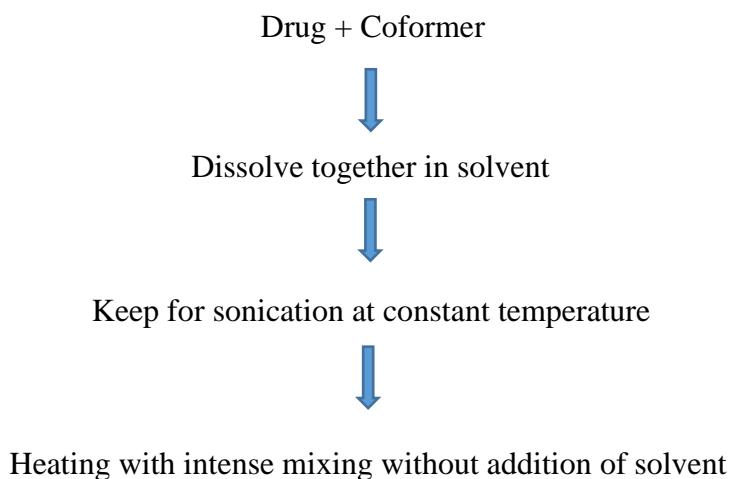 Drug + Coformer
Dissolve together in solvent
Keep for sonication at constant temperature
Heating with intense mixing without addition of solvent